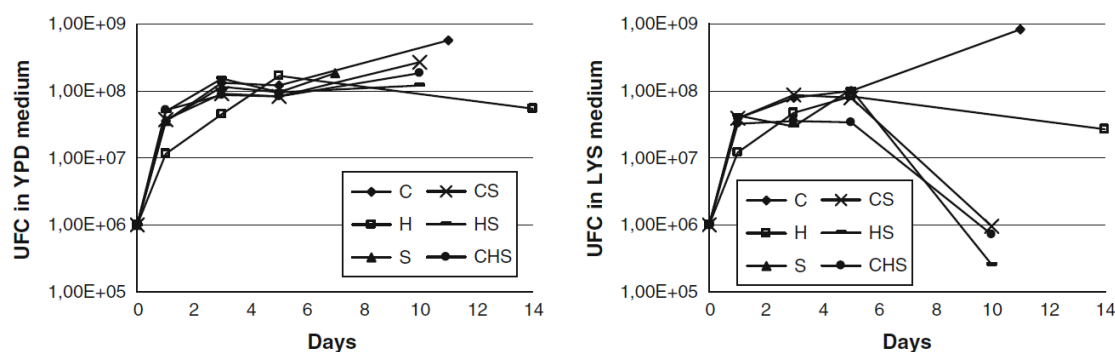 UFC in YPD medium
1,00E+09
1,00E+08
1,00E+07
1,00E+06
1,00E+05
C CS
H HS
S CHS
0 2 4 6 8 10 12 14
Days
UFC in LYS medium
1,00E+09
1,00E+08
1,00E+07
1,00E+06
1,00E+05
C CS
H HS
S CHS
0 2 4 6 8 10 12 14
Days